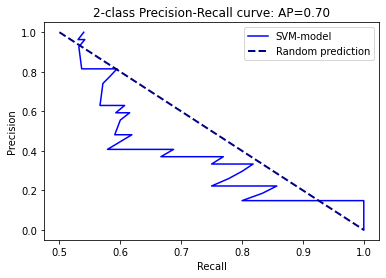 2-class Precision-Recall curve: AP=0.70
SVM-model
Random prediction
1.0
0.8
0.6
0.4
0.2
0.0
Precision
0.5 0.6 0.7 0.8 0.9 1.0
Recall